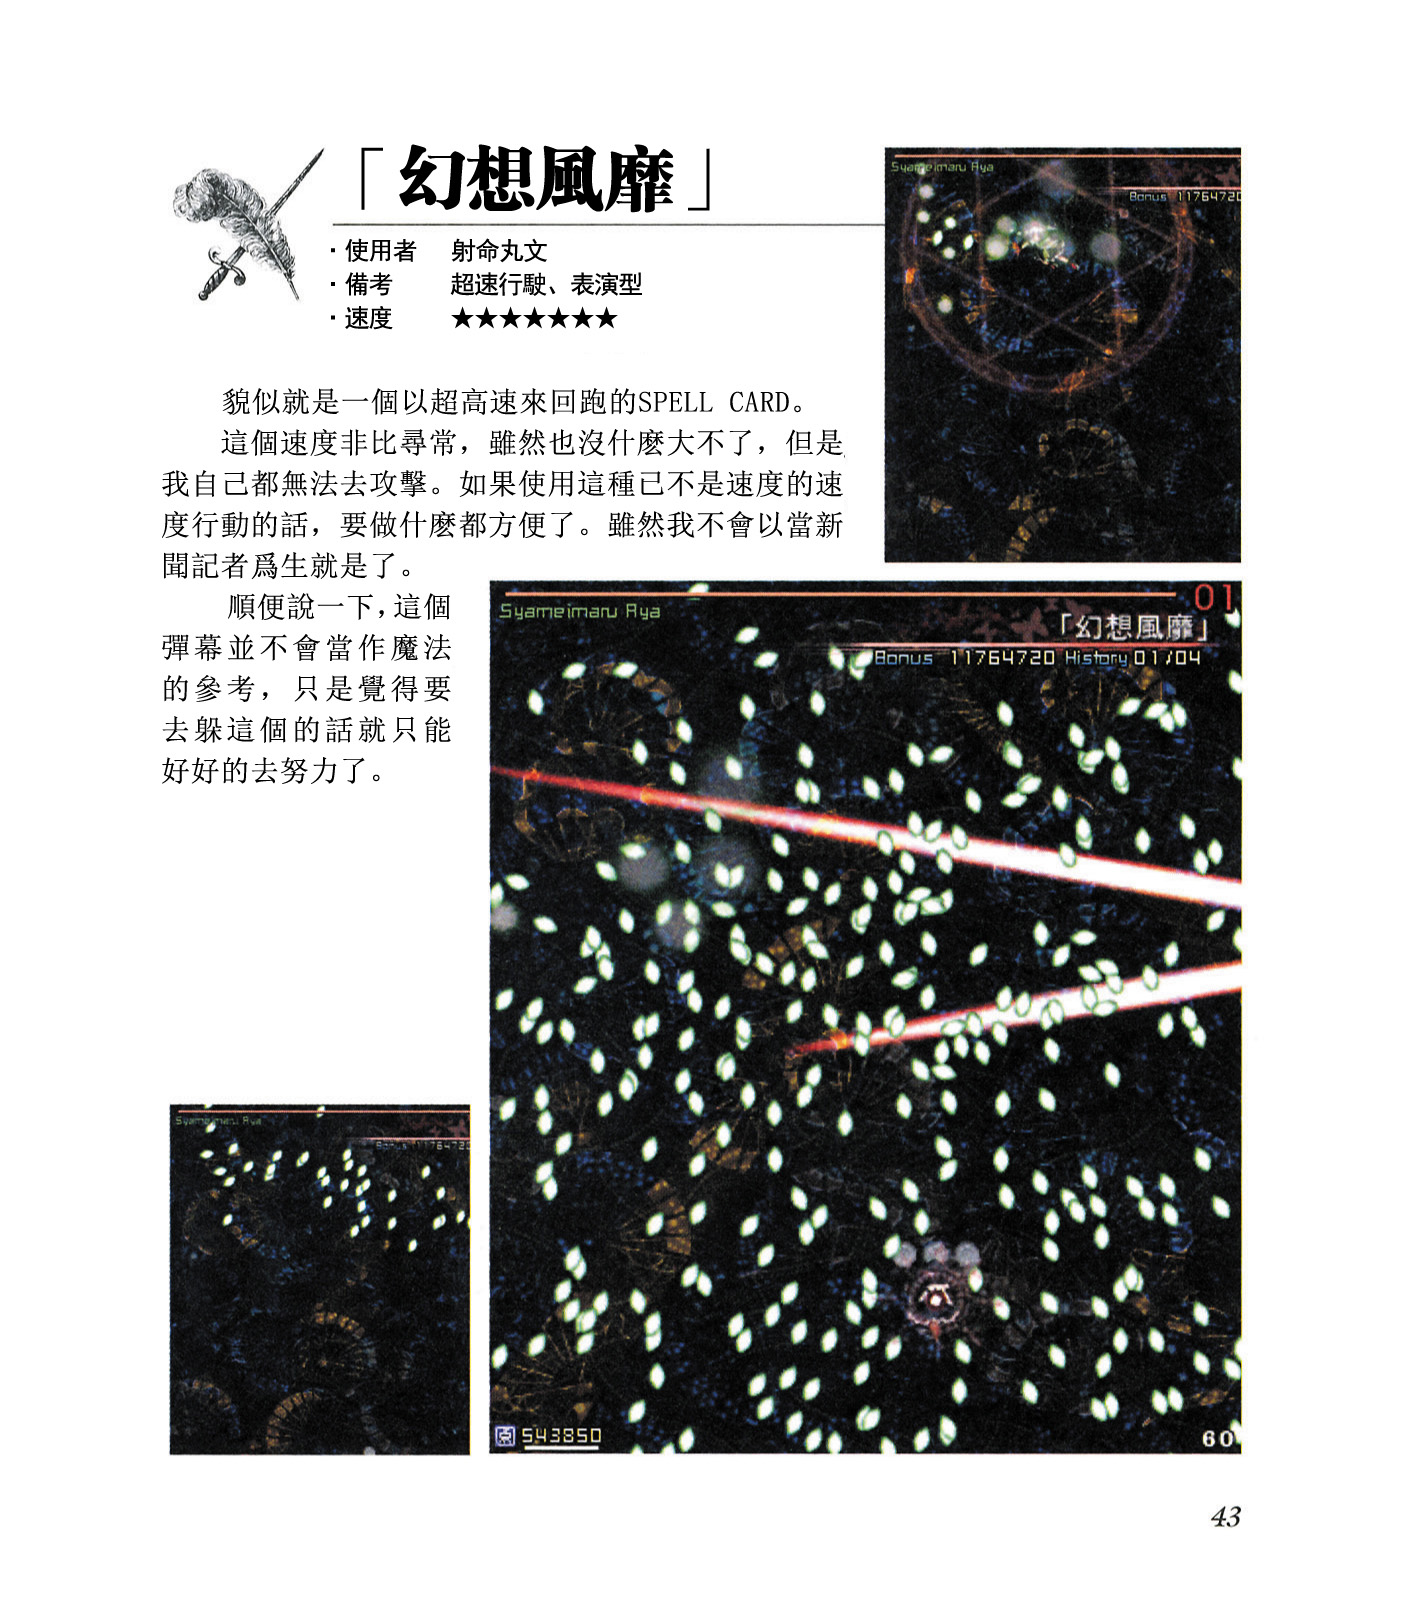 「幻想風靡」
・使用者 射命丸文
・備考 超速行駛、表演型
・速度 ★★★★★★★
貌似就是一個以超高速來回跑的SPELL CARD。
這個速度非比尋常，雖然也沒什麼大不了，但是
我自己都無法去攻擊。如果使用這種已不是速度的速
度行動的話，要做什麼都方便了。雖然我不會以當新
聞記者爲生就是了。
順便說一下，這個
彈幕並不會當作魔法
的參考，只是覺得要
去躲這個的話就只能
好好的去努力了。
Syameimaru Aya
Bonus 11764720
Syameimaru Aya
01
「幻想風靡」
Bonus 11764720 History 01/04
点 543850
60
Syameimaru Aya
Bonus 11764720
43